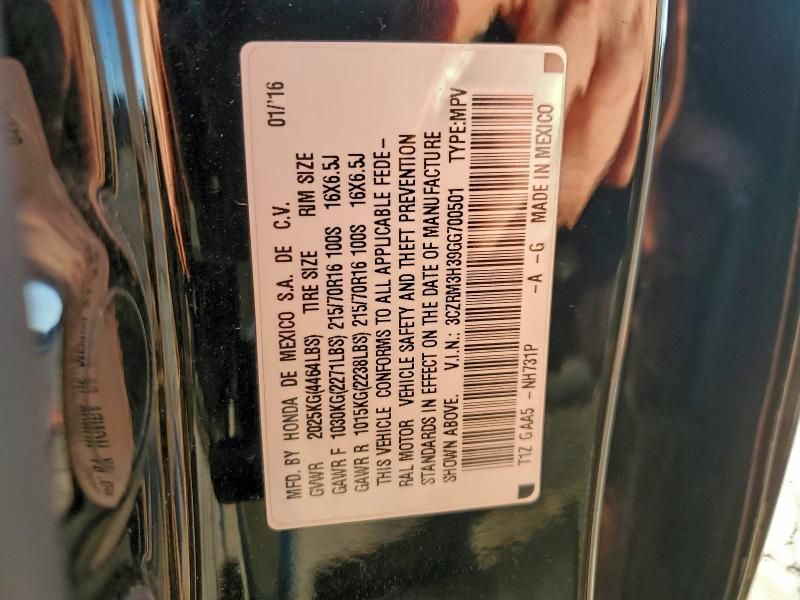 MFD. BY HONDA DE MEXICO S.A. DE C.V. 01/'16
GVWR 2025KG(4464LBS) TIRE SIZE RIM SIZE
GAWR F 1030KG(2271LBS) 215/70R16 100S 16X6.5J
GAWR R 1015KG(2238LBS) 215/70R16 100S 16X6.5J
THIS VEHICLE CONFORMS TO ALL APPLICABLE FEDE-
RAL MOTOR VEHICLE SAFETY AND THEFT PREVENTION
STANDARDS IN EFFECT ON THE DATE OF MANUFACTURE
SHOWN ABOVE. V.I.N.: 3CZRM3H39GG700501 TYPE:MPV
T1Z GAA5 -NH731P -A -G MADE IN MEXICO